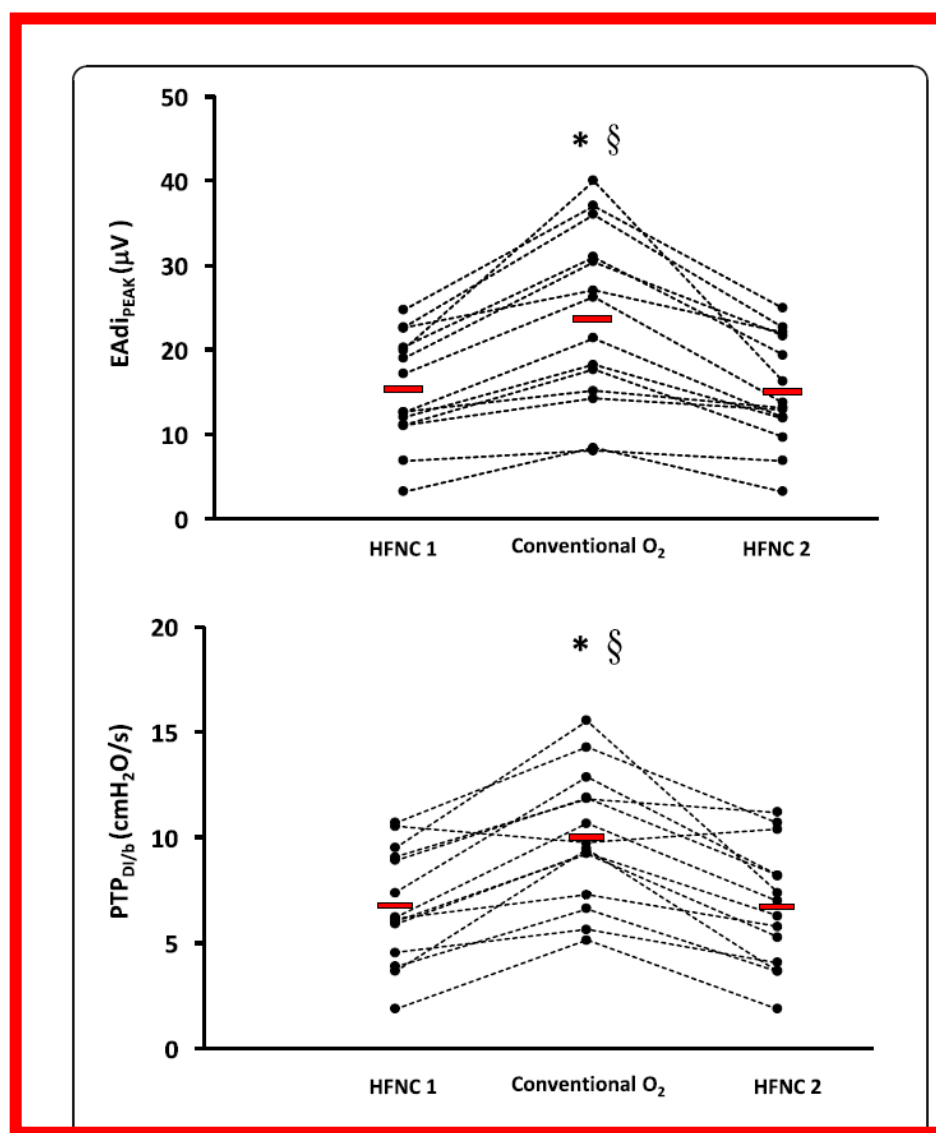 50
* §
40
30
20
10
0
EAdiPEAK (μV )
HFNC 1
Conventional O2
HFNC 2
20
* §
15
10
5
0
PTPDI/b (cmH2O/s)
HFNC 1
Conventional O2
HFNC 2